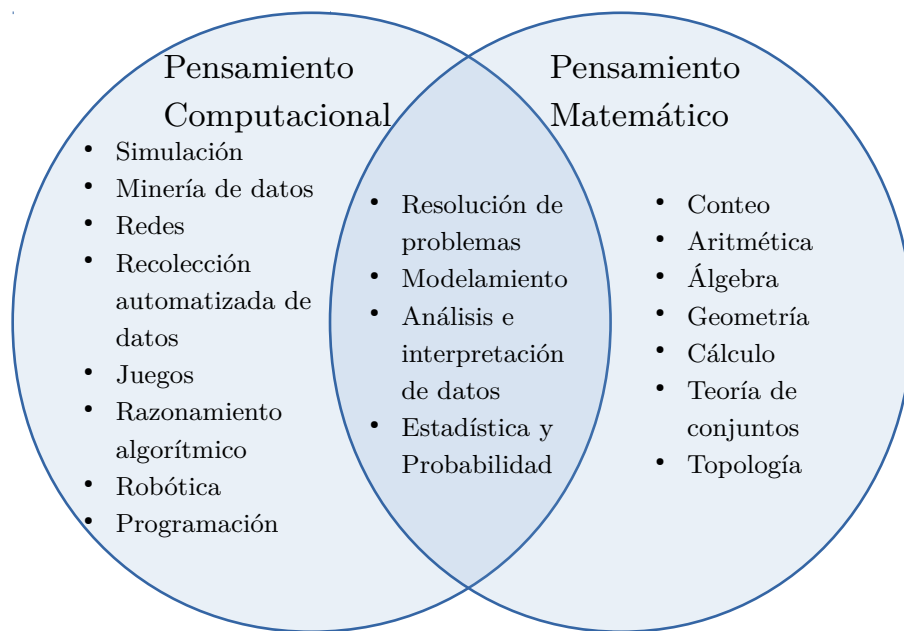 Pensamiento
Computacional
• Simulación
• Minería de datos
• Redes
• Recolección
automatizada de
datos
• Juegos
• Razonamiento
algorítmico
• Robótica
• Programación
• Resolución de
problemas
• Modelamiento
• Análisis e
interpretación
de datos
• Estadística y
Probabilidad
Pensamiento
Matemático
• Conteo
• Aritmética
• Álgebra
• Geometría
• Cálculo
• Teoría de
conjuntos
• Topología